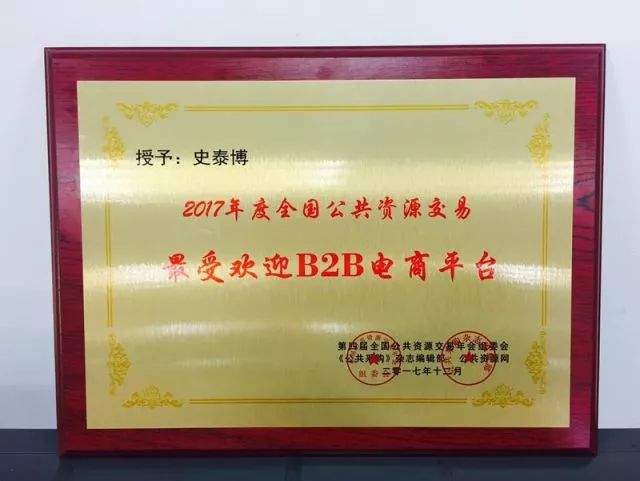 授予：史泰博
2017年度全国公共资源交易
最受欢迎B2B电商平台
第四届全国公共资源交易年会组委会
《公共采购》杂志编辑部 公共资源网
二零一七年十二月
组委会